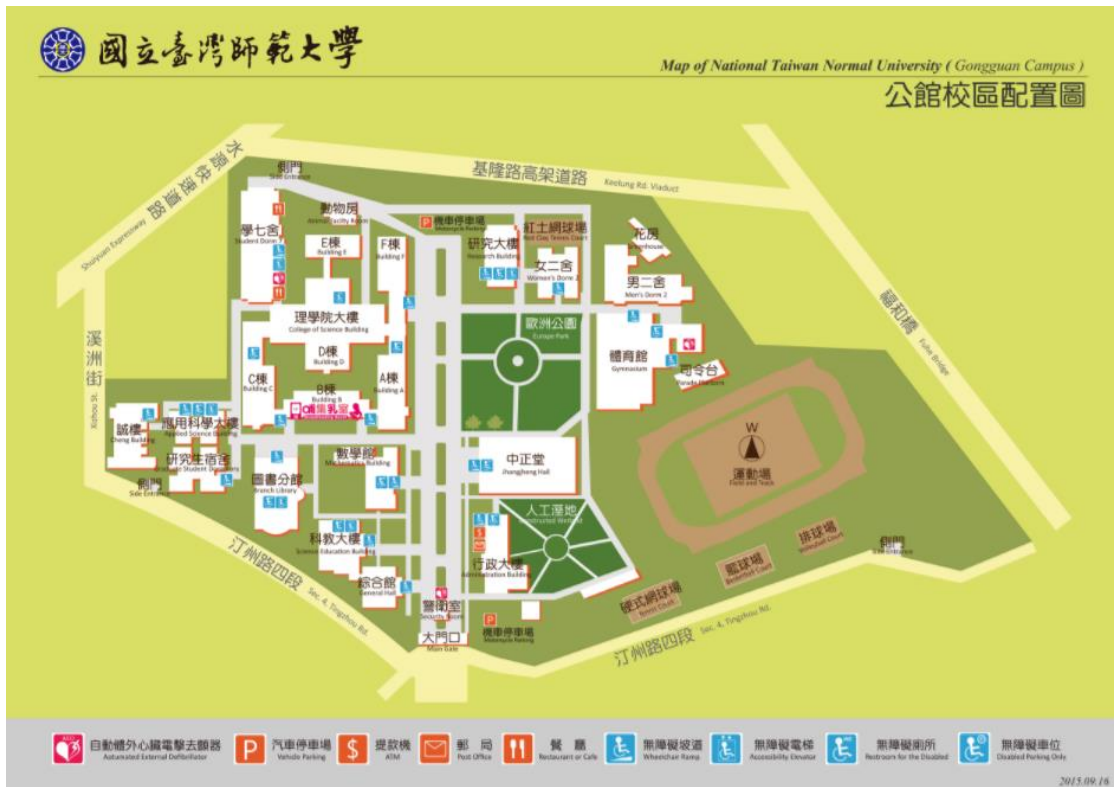 國立臺灣師範大學
Map of National Taiwan Normal University ( Gongguan Campus )
公館校區配置圖
水源快速道路
Shuiyuan Expressway
基隆路高架道路
Keelung Rd. Viaduct
側門
Side Entrance
動物房
機車停車場
Motorcycle Parking
紅土網球場
Red Clay Tennis Court
花房
Greenhouse
學七舍
Student Dorm 7
E棟
Building E
F棟
Building F
研究大樓
Research Building
女二舍
Women's Dorm 2
男二舍
Men's Dorm 2
福和橋
Fuhe Bridge
理學院大樓
College of Science Building
歐洲公園
Europe Park
溪洲街
Xizhou St.
D棟
Building D
體育館
Gymnasium
司令台
C棟
Building C
A棟
Building A
B棟
Building B
哺集乳室
誠樓
Cheng Building
應用科學大樓
Applied Science Building
W
運動場
Field and Track
研究生宿舍
Graduate Student Dormitory
數學館
Mathematics Building
中正堂
Jhongjheng Hall
側門
Side Entrance
圖書分館
Branch Library
人工溼地
Constructed Wetland
科教大樓
Science Education Building
排球場
Volleyball Court
側門
Side Entrance
行政大樓
Administration Building
籃球場
Basketball Court
汀州路四段
Sec. 4, Tingzhou Rd.
綜合館
General Hall
硬式網球場
Tennis Court
警衛室
Security Room
機車停車場
Motorcycle Parking
大門口
Main Gate
汀州路四段
Sec. 4, Tingzhou Rd.
AED
自動體外心臟電擊去顫器
Automated External Defibrillator
P
汽車停車場
Vehicle Parking
$
提款機
ATM
郵局
Post Office
餐廳
Restaurant or Cafe
無障礙坡道
Wheelchair Ramp
無障礙電梯
Accessibility Elevator
無障礙廁所
Restroom for the Disabled
無障礙車位
Disabled Parking Only
2015.09.16